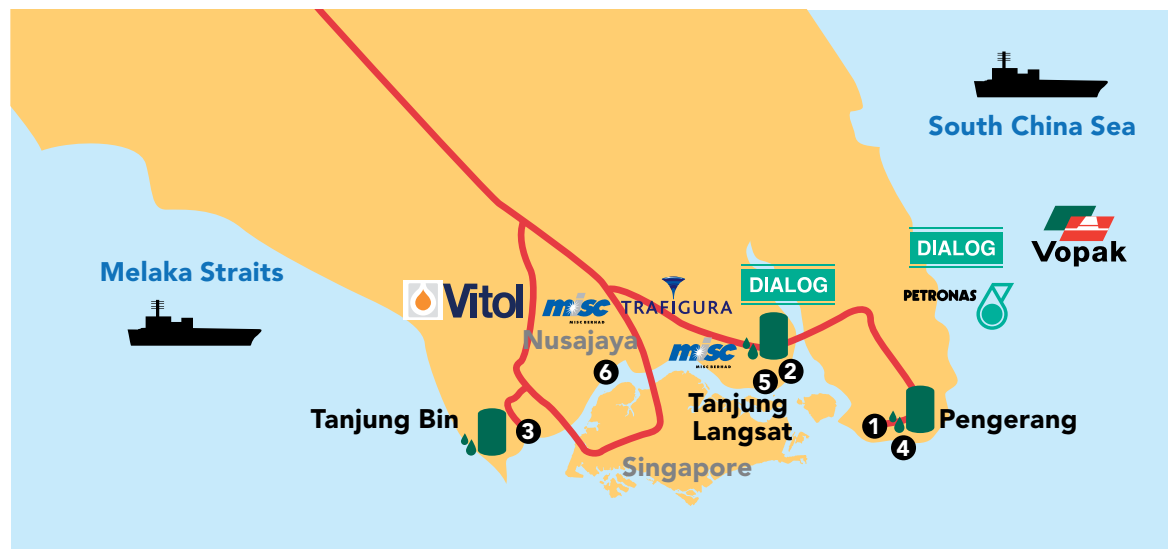 South China Sea
DIALOG
Vopak
PETRONAS
Melaka Straits
Vitol
misc
MISC BERHAD
TRAFIGURA
DIALOG
Nusajaya
6
misc
MISC BERHAD
5
2
Tanjung
Langsat
Tanjung Bin
3
1
4
Pengerang
Singapore